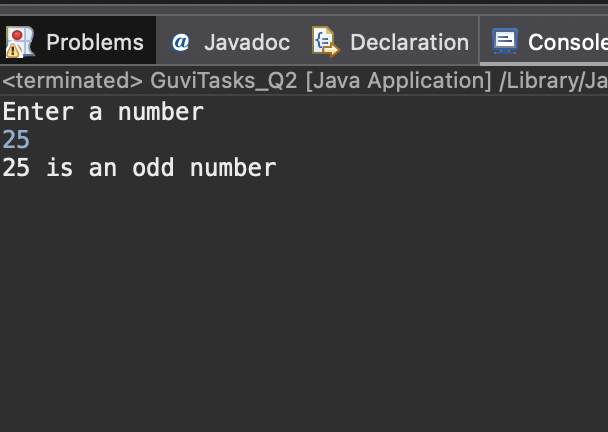 Problems @ Javadoc Declaration Console
<terminated> GuviTasks_Q2 [Java Application] /Library/Ja
Enter a number
25
25 is an odd number